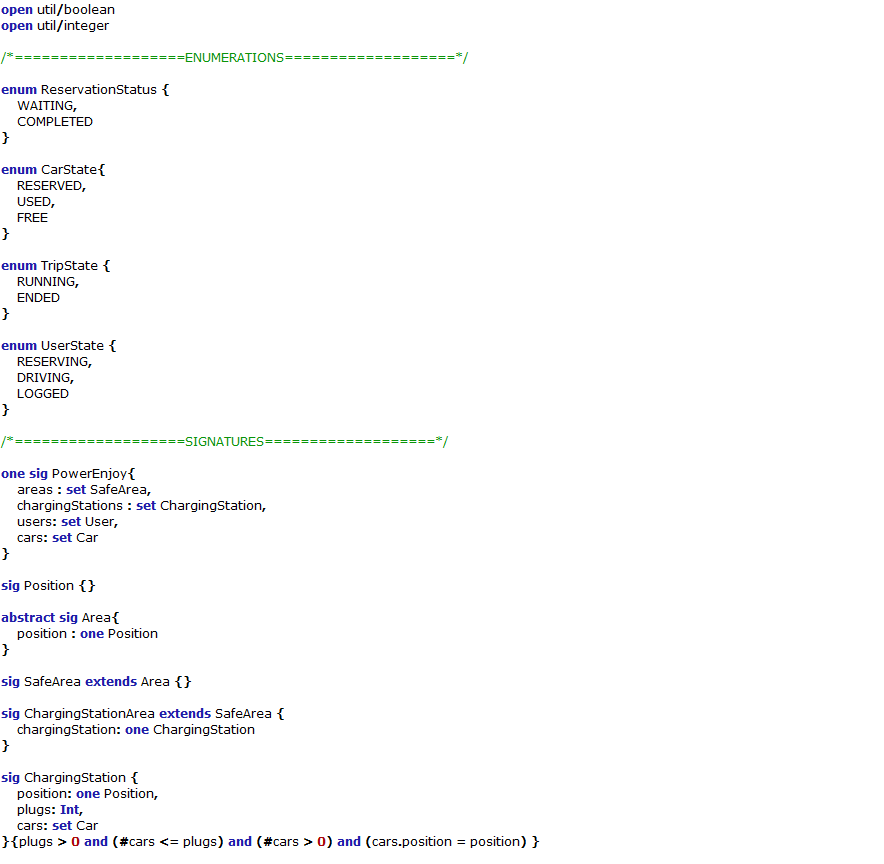 open util/boolean
open util/integer
/*===================ENUMERATIONS===================*/
enum ReservationStatus {
WAITING,
COMPLETED
}
enum CarState{
RESERVED,
USED,
FREE
}
enum TripState {
RUNNING,
ENDED
}
enum UserState {
RESERVING,
DRIVING,
LOGGED
}
/*===================SIGNATURES===================*/
one sig PowerEnjoy{
areas : set SafeArea,
chargingStations : set ChargingStation,
users: set User,
cars: set Car
}
sig Position {}
abstract sig Area{
position : one Position
}
sig SafeArea extends Area {}
sig ChargingStationArea extends SafeArea {
chargingStation: one ChargingStation
}
sig ChargingStation {
position: one Position,
plugs: Int,
cars: set Car
}{plugs > 0 and (#cars <= plugs) and (#cars > 0) and (cars.position = position) }